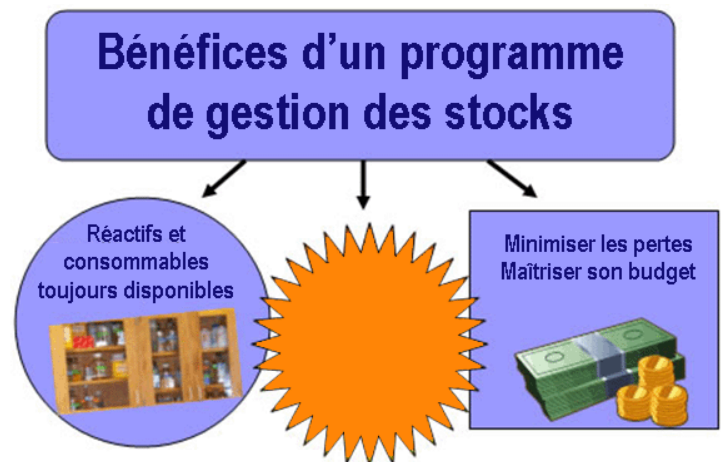 Bénéfices d'un programme
de gestion des stocks
Réactifs et
consommables
toujours disponibles
Minimiser les pertes
Maîtriser son budget